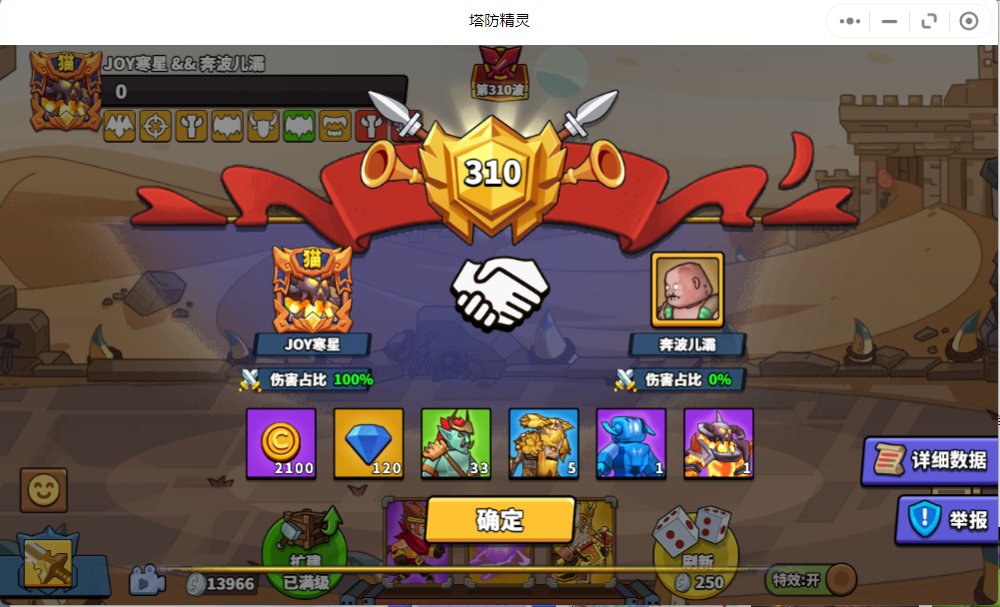 塔防精灵
猫
JOY寒星 && 奔波儿灞
0
第310波
310
猫
JOY寒星
奔波儿灞
伤害占比 100%
伤害占比 0%
2100
120
33
5
1
1
详细数据
确定
举报
扩建
已满级
刷新
250
13966
特效:开